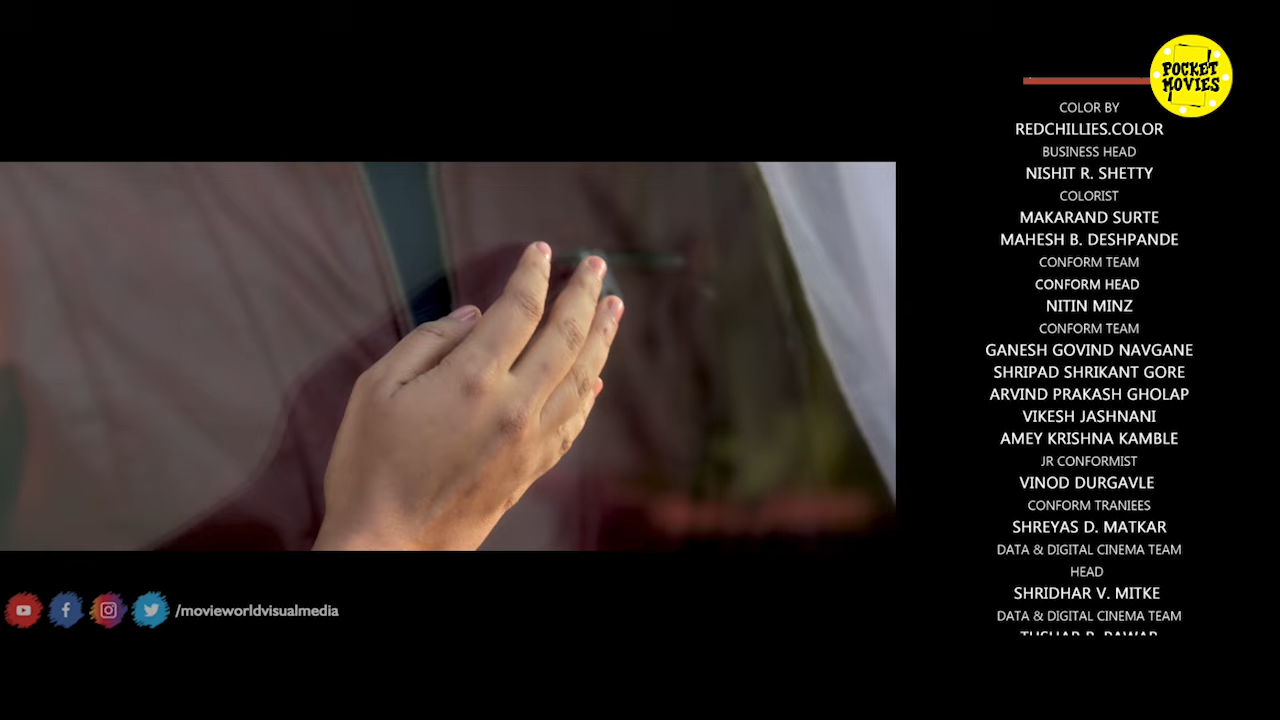 POCKET
MOVIES
COLOR BY
REDCHILLIES.COLOR
BUSINESS HEAD
NISHIT R. SHETTY
COLORIST
MAKARAND SURTE
MAHESH B. DESHPANDE
CONFORM TEAM
CONFORM HEAD
NITIN MINZ
CONFORM TEAM
GANESH GOVIND NAVGANE
SHRIPAD SHRIKANT GORE
ARVIND PRAKASH GHOLAP
VIKESH JASHNANI
AMEY KRISHNA KAMBLE
JR CONFORMIST
VINOD DURGAVLE
CONFORM TRANIEES
SHREYAS D. MATKAR
DATA & DIGITAL CINEMA TEAM
HEAD
SHRIDHAR V. MITKE
DATA & DIGITAL CINEMA TEAM
/movieworldvisualmedia